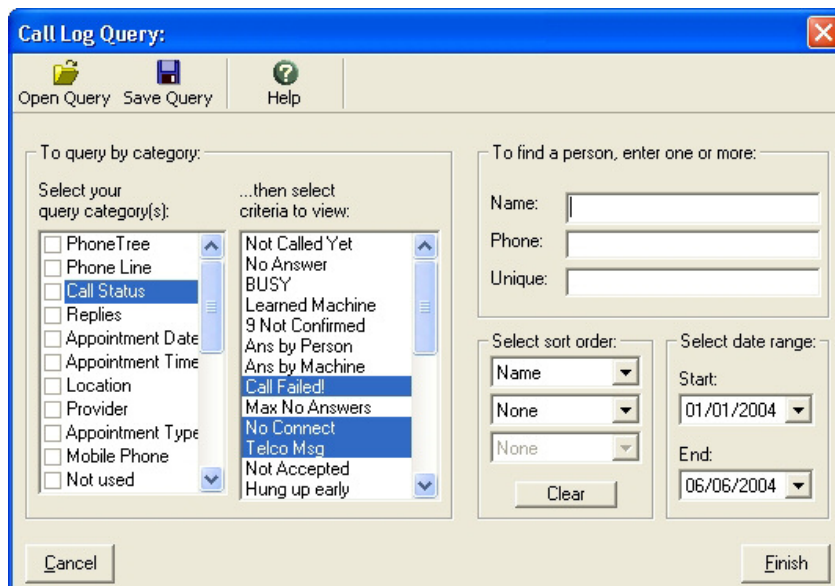 Call Log Query:
Open Query Save Query Help
To query by category:
Select your
query category(s):
PhoneTree
Phone Line
Call Status
Replies
Appointment Date
Appointment Time
Location
Provider
Appointment Type
Mobile Phone
Not used
...then select
criteria to view:
Not Called Yet
No Answer
BUSY
Learned Machine
9 Not Confirmed
Ans by Person
Ans by Machine
Call Failed!
Max No Answers
No Connect
Telco Msg
Not Accepted
Hung up early
To find a person, enter one or more:
Name:
Phone:
Unique:
Select sort order:
Name
None
None
Clear
Select date range:
Start:
01/01/2004
End:
06/06/2004
Cancel
Finish